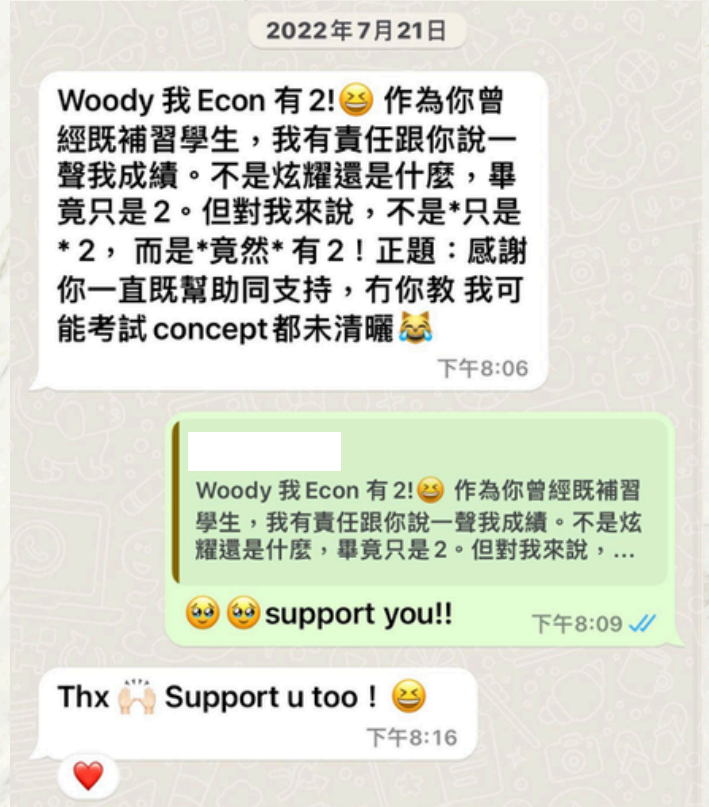 2022年7月21日
Woody 我 Econ 有 2!😆 作為你曾
經既補習學生，我有責任跟你說一
聲我成績。不是炫耀還是什麼，畢
竟只是 2。但對我來說，不是*只是
* 2， 而是*竟然* 有 2！正題：感謝
你一直既幫助同支持，冇你教 我可
能考試 concept 都未清曬😹
下午8:06
Woody 我 Econ 有 2!😆 作為你曾經既補習
學生，我有責任跟你說一聲我成績。不是炫
耀還是什麼，畢竟只是 2。但對我來說，...
🥹 🥹 support you!!
下午8:09
Thx 🙌🏻 Support u too！ 😆
下午8:16
❤️